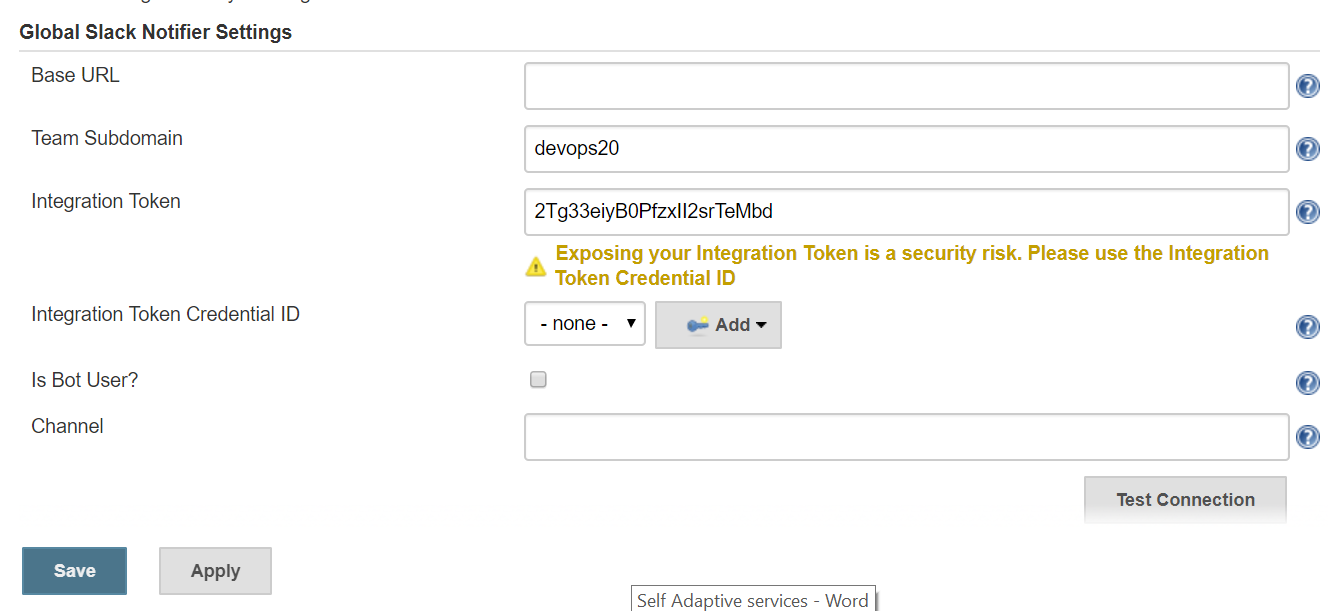 Global Slack Notifier Settings
Base URL
Team Subdomain
devops20
Integration Token
2Tg33eiyB0PfzxII2srTeMbd
Exposing your Integration Token is a security risk. Please use the Integration
Token Credential ID
Integration Token Credential ID
- none -
Add
Is Bot User?
Channel
Test Connection
Save
Apply
Self Adaptive services - Word